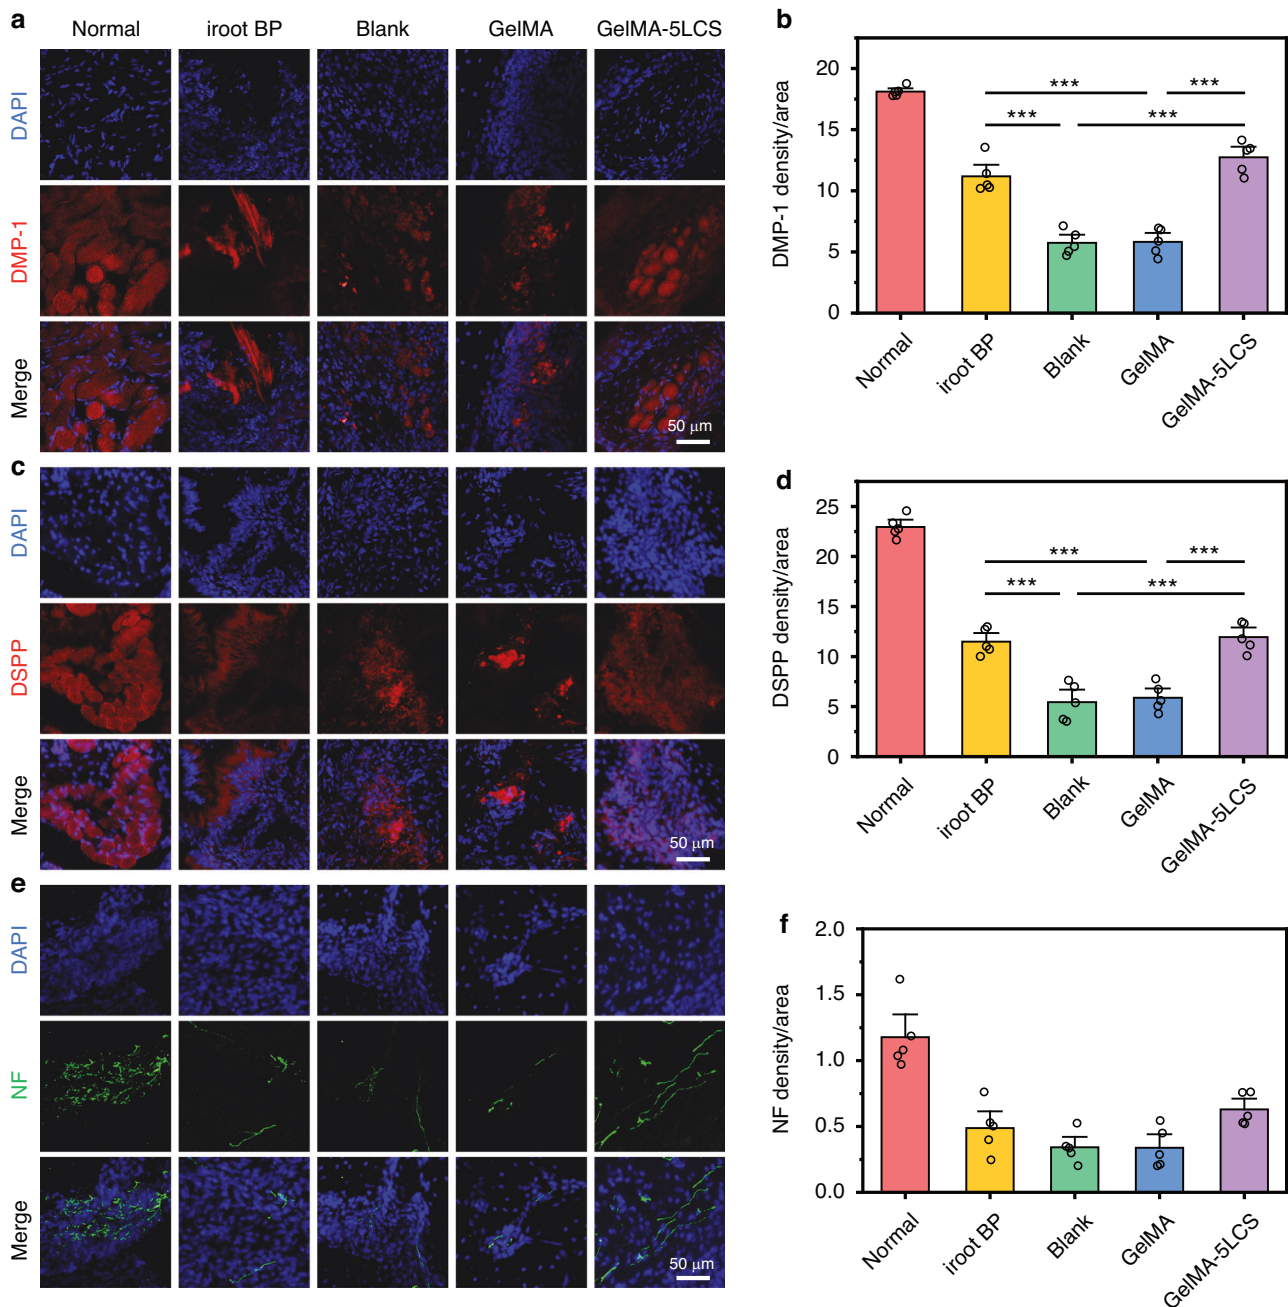 a
Normal iroot BP Blank GelMA GelMA-5LCS
DAPI
DMP-1
Merge
50 μm
b
DMP-1 density/area
20
15
10
5
0
*** ***
*** ***
Normal
iroot BP
Blank
GelMA
GelMA-5LCS
c
DAPI
DSPP
Merge
50 μm
d
DSPP density/area
25
20
15
10
5
0
*** ***
*** ***
Normal
iroot BP
Blank
GelMA
GelMA-5LCS
e
DAPI
NF
Merge
50 μm
f
NF density/area
2.0
1.5
1.0
0.5
0.0
Normal
iroot BP
Blank
GelMA
GelMA-5LCS